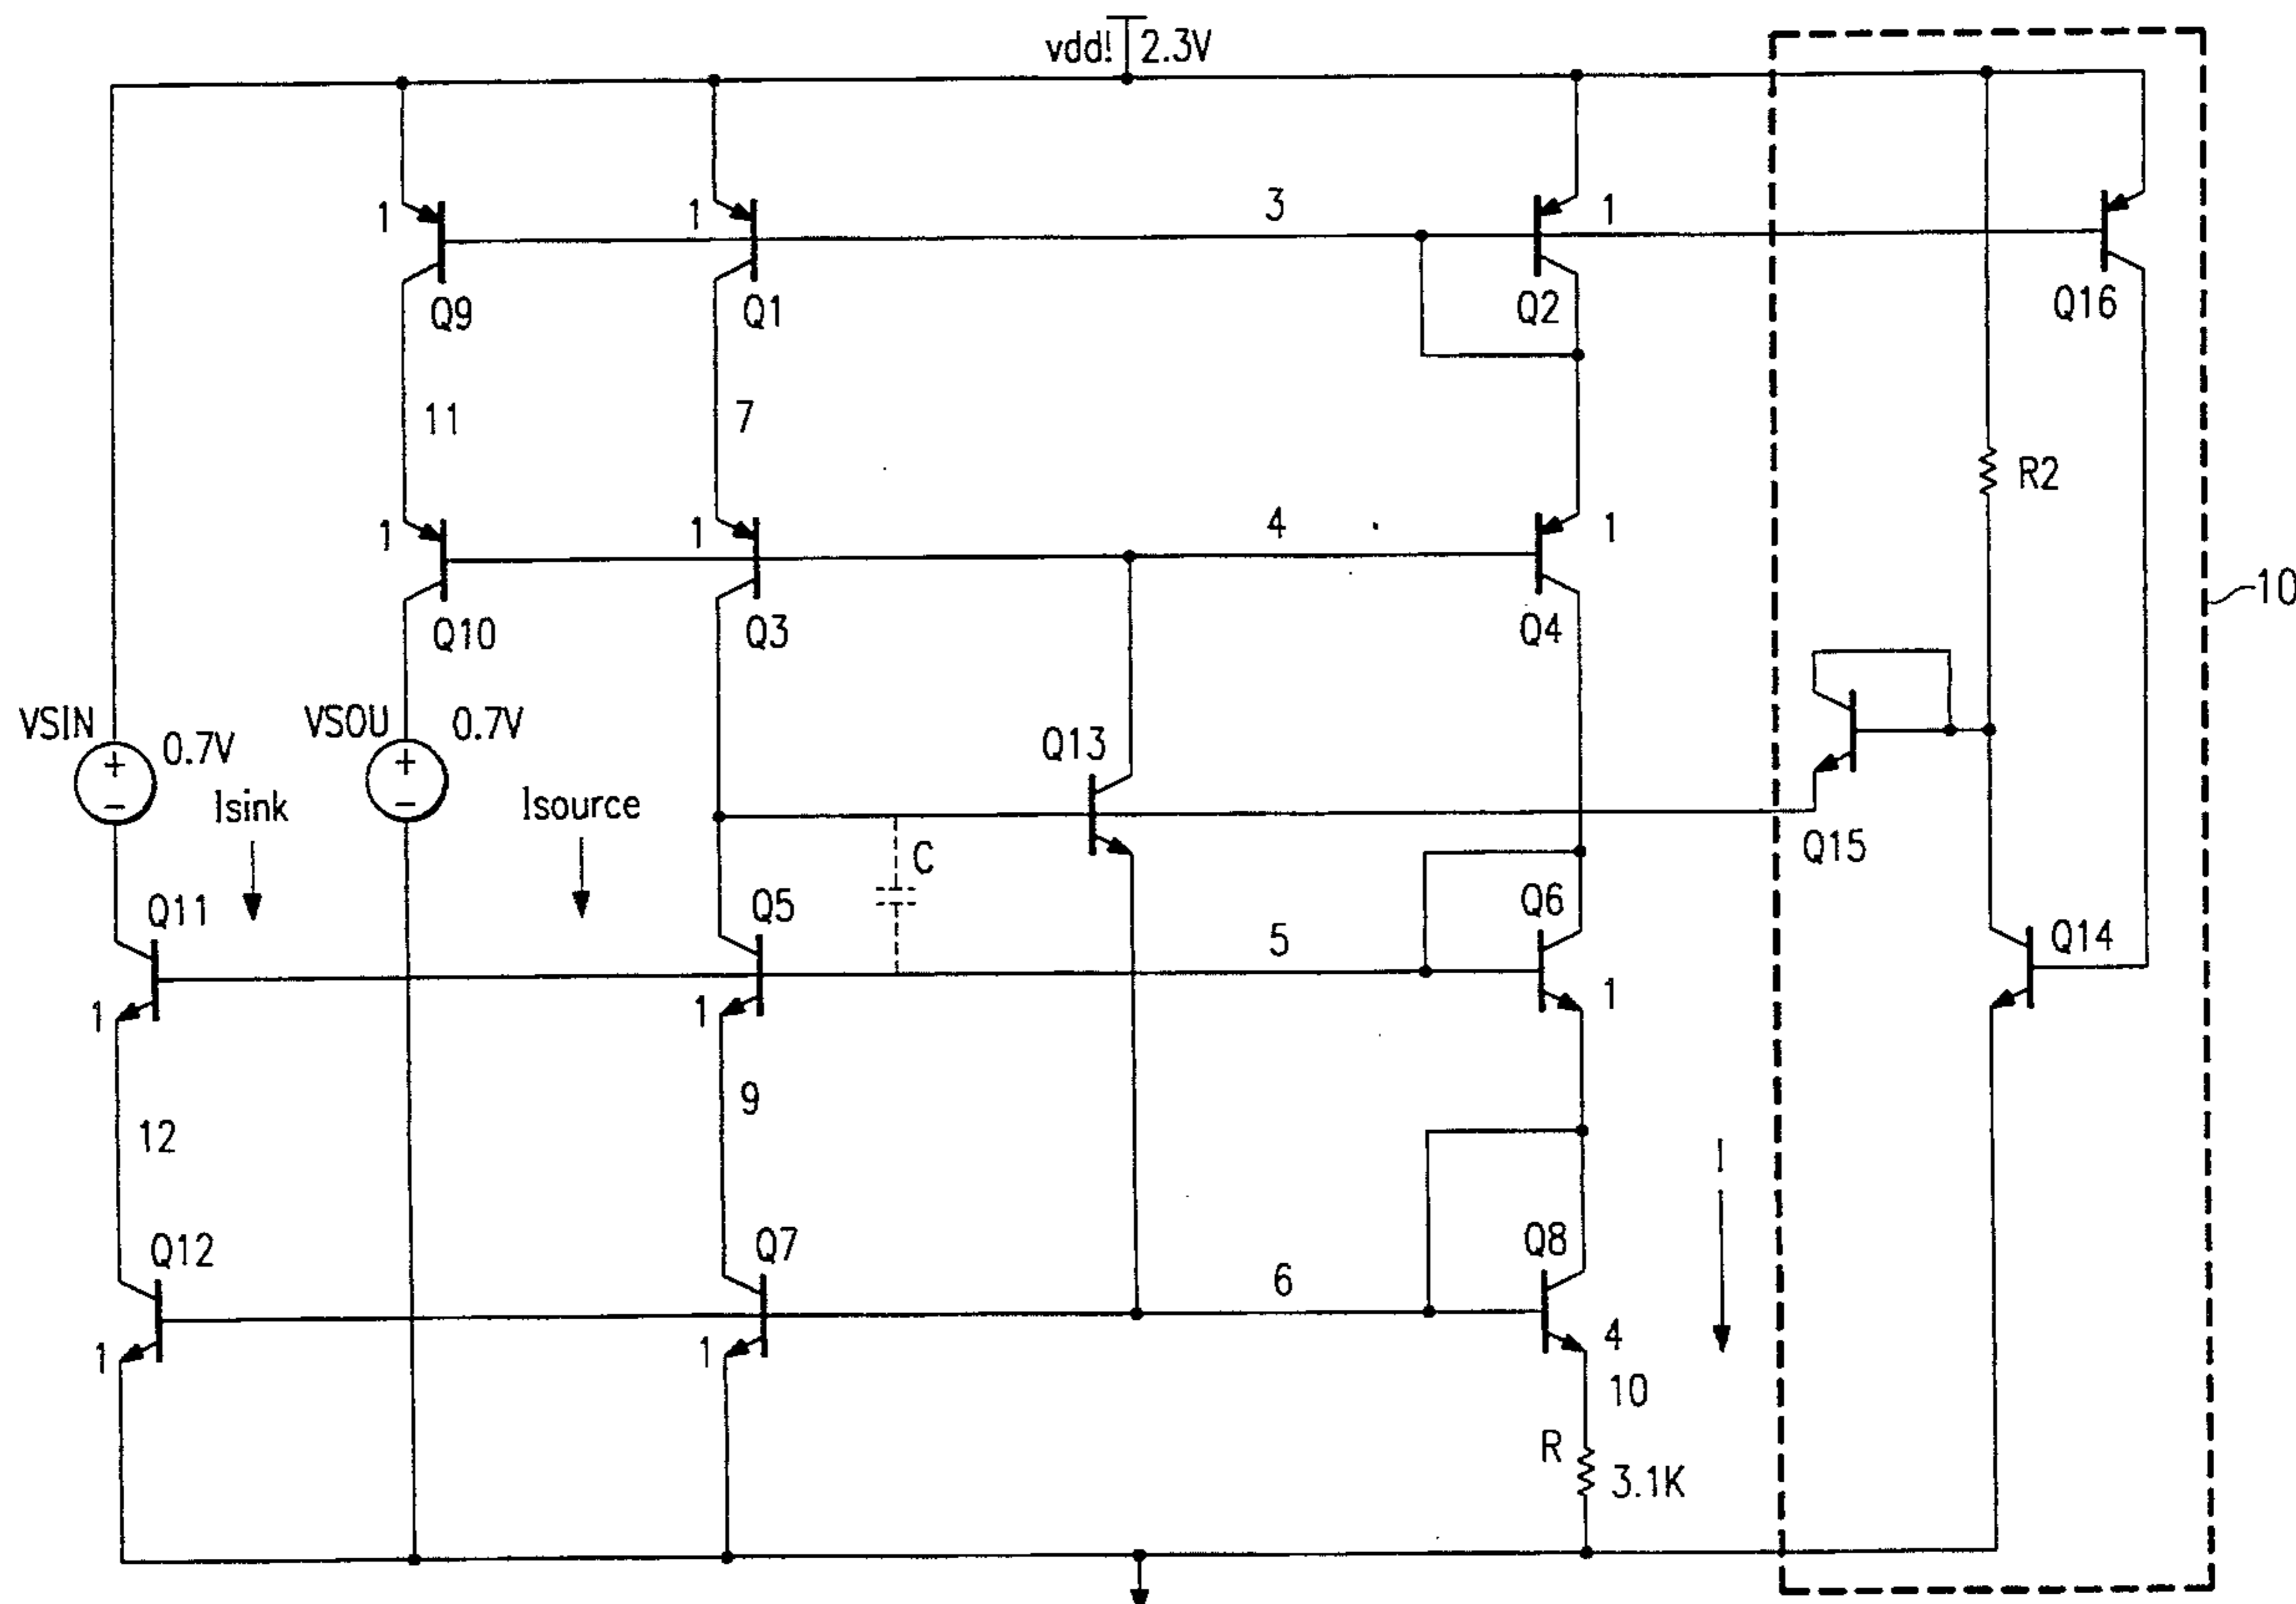 vdd! 2.3V
1 1 3 1
Q9 Q1 Q2 Q16
11 7
R2
1 1 4 1
Q10 Q3 Q4
10
VSIN 0.7V VSOU 0.7V Q13
Isink Isource
C Q15
Q11 Q5 Q6 Q14
5
1 1 1
9
12
I
Q12 Q7 Q8
6
1 1 4
10
R 3.1K